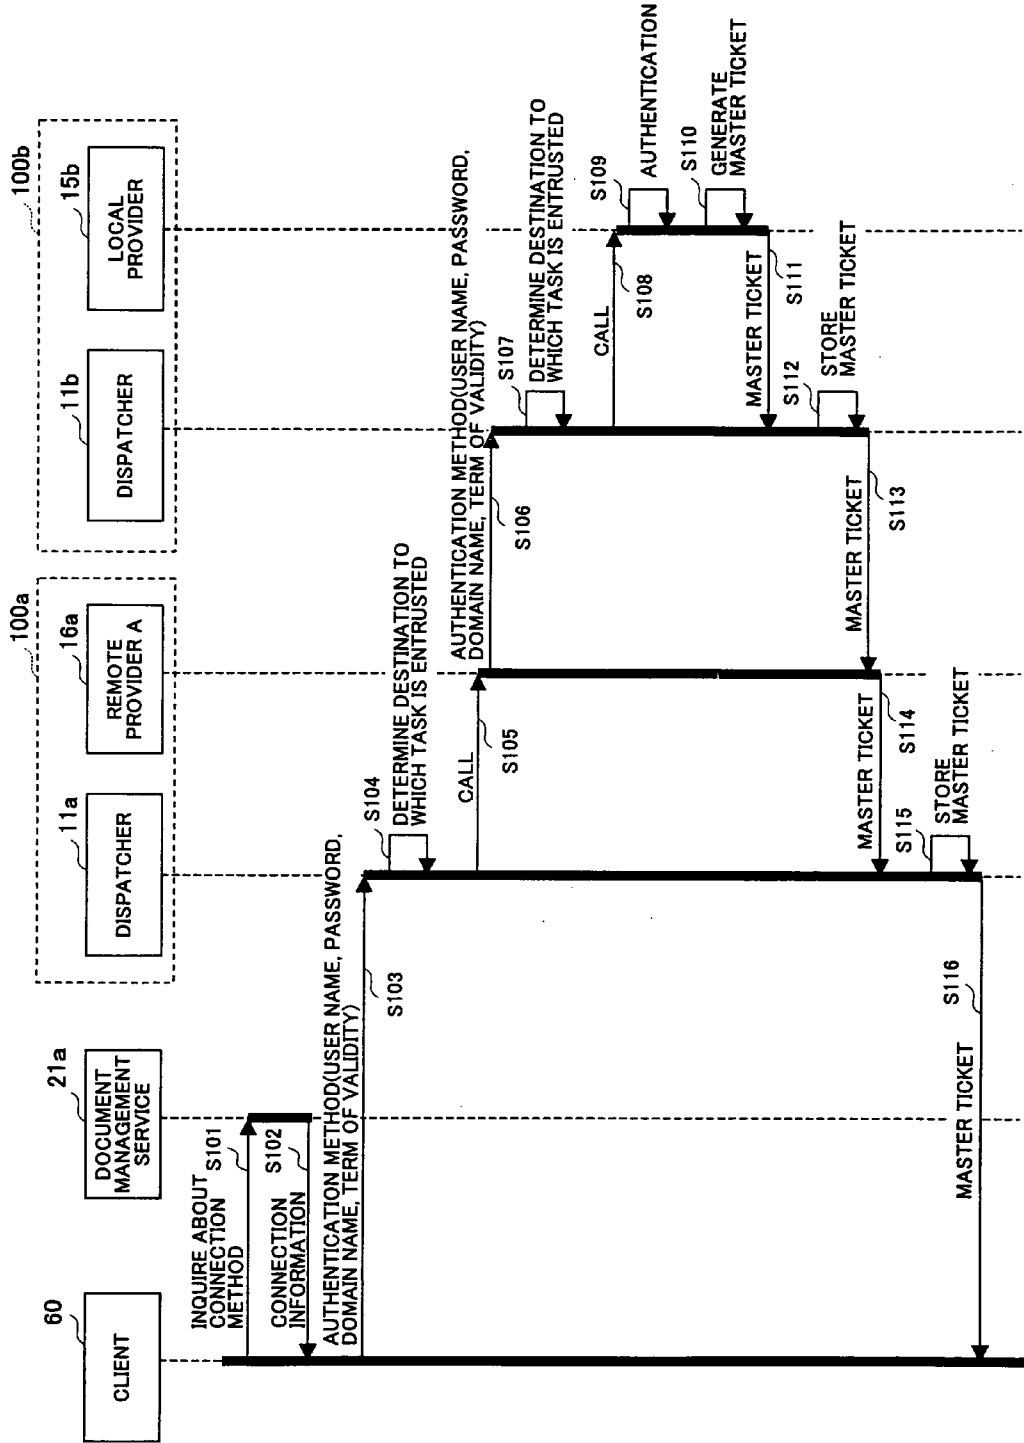 60
CLIENT
21a
DOCUMENT
MANAGEMENT
SERVICE
100a
11a
DISPATCHER
16a
REMOTE
PROVIDER A
100b
11b
DISPATCHER
15b
LOCAL
PROVIDER
INQUIRE ABOUT
CONNECTION
METHOD
S101
CONNECTION
INFORMATION
S102
AUTHENTICATION METHOD(USER NAME, PASSWORD,
DOMAIN NAME, TERM OF VALIDITY)
S103
S104
DETERMINE DESTINATION TO
WHICH TASK IS ENTRUSTED
CALL
S105
AUTHENTICATION METHOD(USER NAME, PASSWORD,
DOMAIN NAME, TERM OF VALIDITY)
S106
S107
DETERMINE DESTINATION TO
WHICH TASK IS ENTRUSTED
CALL
S108
S109
AUTHENTICATION
S110
GENERATE
MASTER TICKET
MASTER TICKET
S111
S112
STORE
MASTER TICKET
MASTER TICKET
S113
MASTER TICKET
S114
S115
STORE
MASTER TICKET
MASTER TICKET
S116